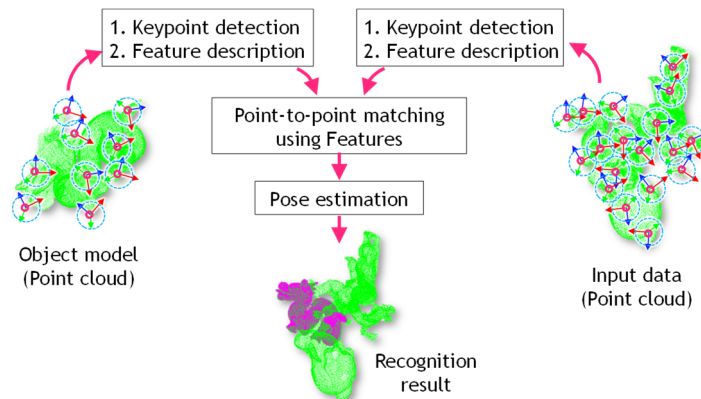 1. Keypoint detection
2. Feature description
1. Keypoint detection
2. Feature description
Point-to-point matching
using Features
Pose estimation
Object model
(Point cloud)
Input data
(Point cloud)
Recognition
result